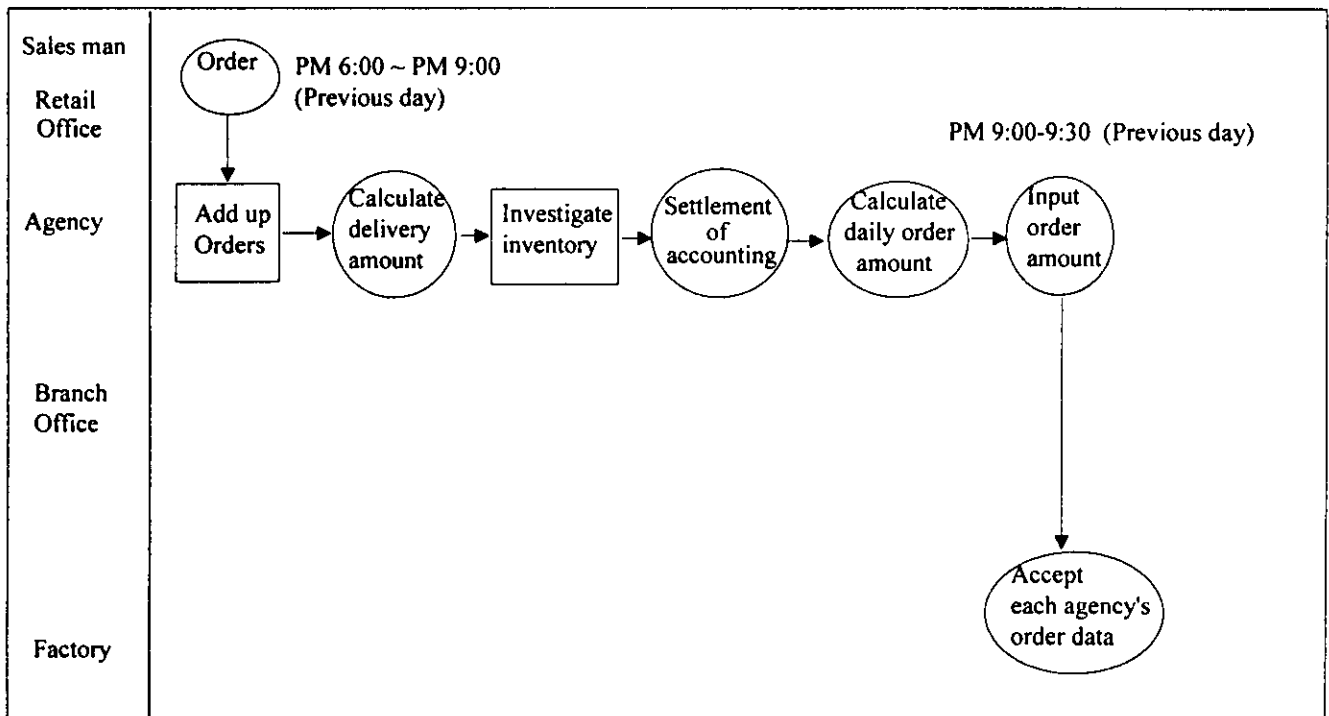 Sales man
Retail
Office
Agency
Branch
Office
Factory
Order
PM 6:00 ~ PM 9:00
(Previous day)
PM 9:00-9:30 (Previous day)
Add up
Orders
Calculate
delivery
amount
Investigate
inventory
Settlement
of
accounting
Calculate
daily order
amount
Input
order
amount
Accept
each agency's
order data